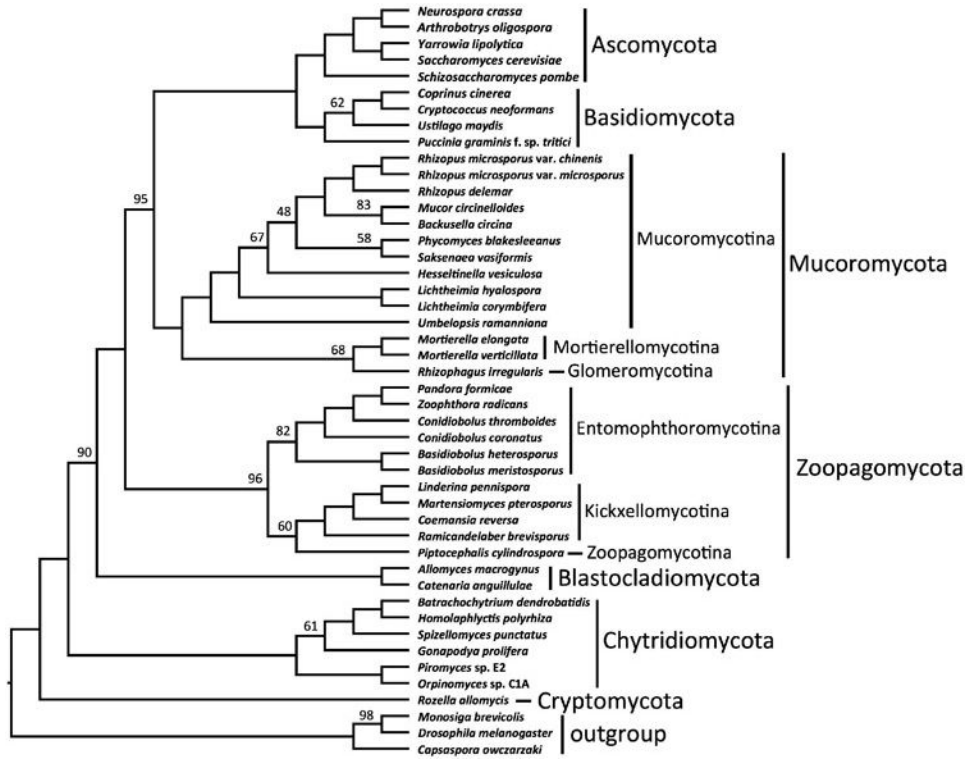 Neurospora crassa
Arthrobotrys oligospora
Yarrowia lipolytica
Saccharomyces cerevisiae
Schizosaccharomyces pombe
Ascomycota
62
Coprinus cinerea
Cryptococcus neoformans
Ustilago maydis
Puccinia graminis f. sp. tritici
Basidiomycota
95
Rhizopus microsporus var. chinenis
Rhizopus microsporus var. microsporus
Rhizopus delemar
83
Mucor circinelloides
Backusella circina
48
58
Phycomyces blakesleeanus
Saksenaea vasiformis
67
Hesseltinella vesiculosa
Lichtheimia hyalospora
Lichtheimia corymbifera
Umbelopsis ramanniana
Mucoromycotina
Mucoromycota
68
Mortierella elongata
Mortierella verticillata
Mortierellomycotina
Rhizophagus irregularis
Glomeromycotina
Pandora formicae
Zoophthora radicans
Conidiobolus thromboides
Conidiobolus coronatus
82
Basidiobolus heterosporus
Basidiobolus meristosporus
Entomophthoromycotina
Zoopagomycota
90
96
Linderina pennispora
Martensiomyces pterosporus
Coemansia reversa
Ramicandelaber brevisporus
Kickxellomycotina
60
Piptocephalis cylindrospora
Zoopagomycotina
Allomyces macrogynus
Catenaria anguillulae
Blastocladiomycota
Batrachochytrium dendrobatidis
Homolaphlyctis polyrhiza
Spizellomyces punctatus
61
Gonapodya prolifera
Piromyces sp. E2
Orpinomyces sp. C1A
Chytridiomycota
Rozella allomycis
Cryptomycota
98
Monosiga brevicolis
Drosophila melanogaster
Capsaspora owczarzaki
outgroup